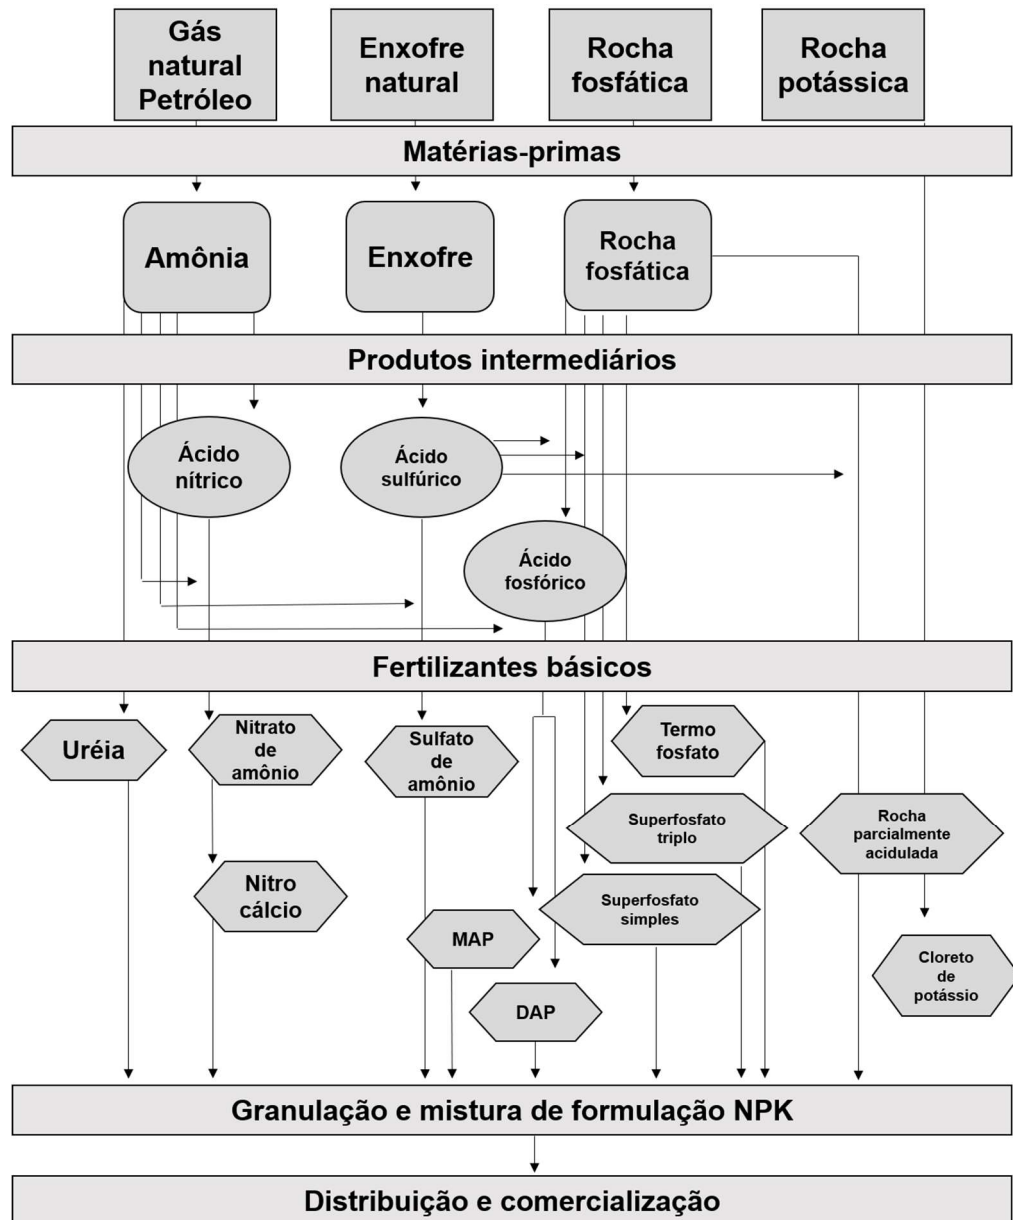 Gás
natural
Petróleo
Enxofre
natural
Rocha
fosfática
Rocha
potássica
Matérias-primas
Amônia
Enxofre
Rocha
fosfática
Produtos intermediários
Ácido
nítrico
Ácido
sulfúrico
Ácido
fosfórico
Fertilizantes básicos
Uréia
Nitrato
de
amônio
Sulfato
de
amônio
Termo
fosfato
Superfosfato
triplo
Rocha
parcialmente
acidulada
Nitro
cálcio
Superfosfato
simples
MAP
Cloreto
de
potássio
DAP
Granulação e mistura de formulação NPK
Distribuição e comercialização